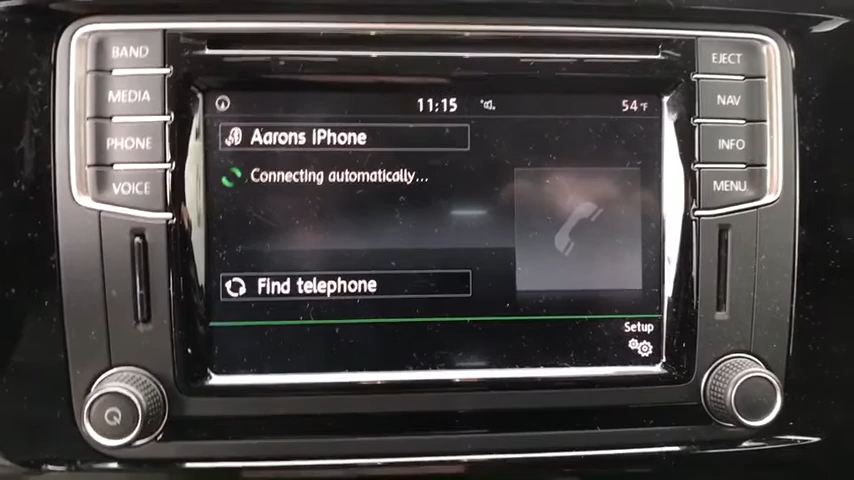 BAND
MEDIA
PHONE
VOICE
EJECT
NAV
INFO
MENU
11:15
54°F
Aarons iPhone
Connecting automatically...
Find telephone
Setup